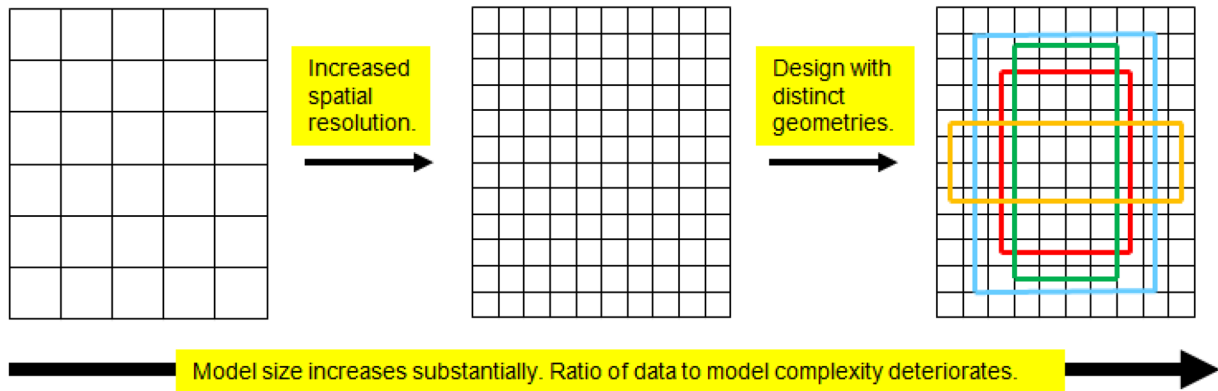 Increased
spatial
resolution.
Design with
distinct
geometries.
Model size increases substantially. Ratio of data to model complexity deteriorates.